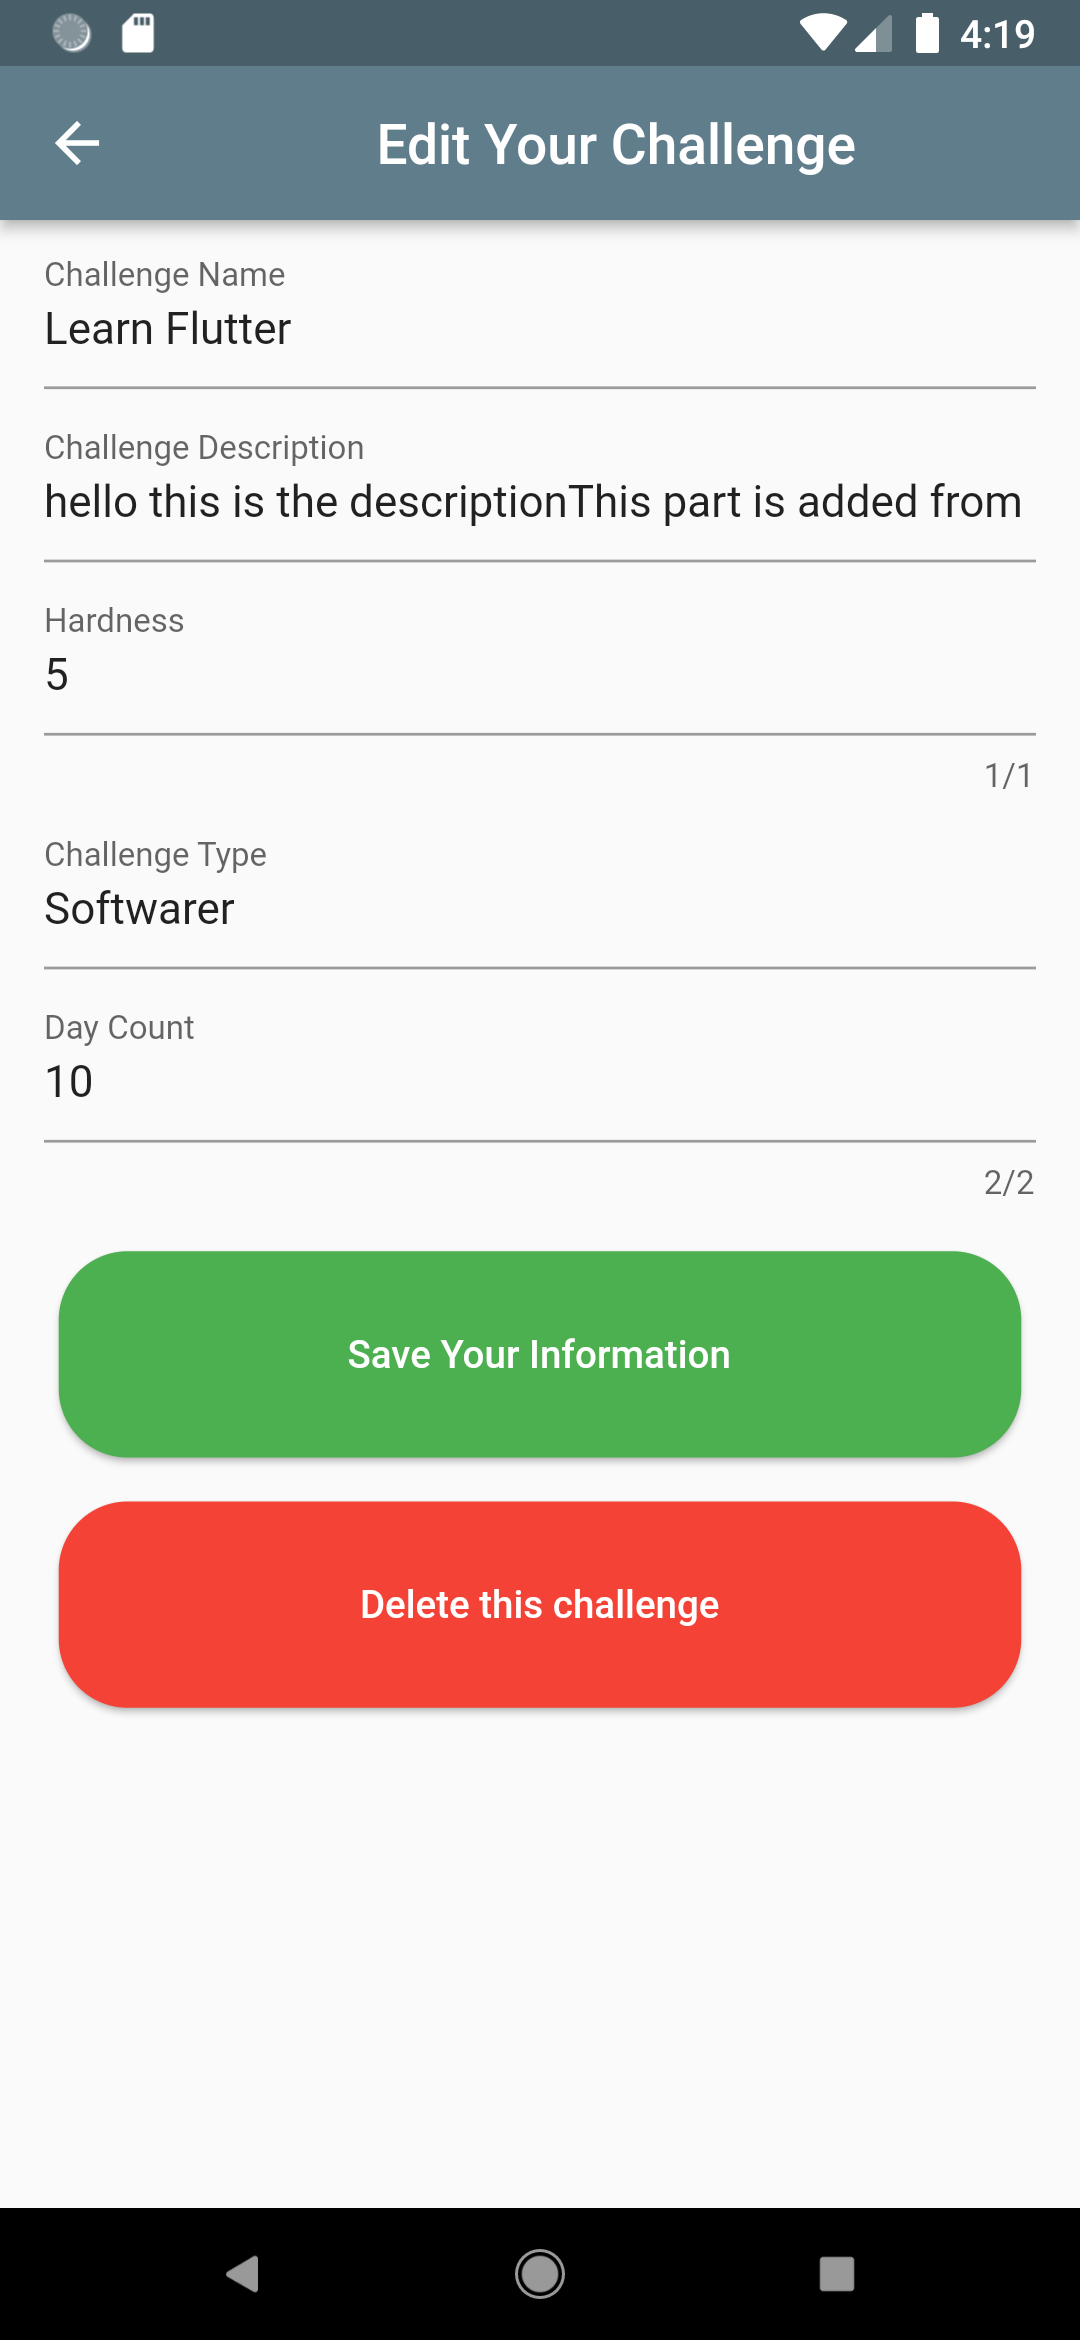 4:19
Edit Your Challenge
Challenge Name
Learn Flutter
Challenge Description
hello this is the descriptionThis part is added from
Hardness
5
1/1
Challenge Type
Softwarer
Day Count
10
2/2
Save Your Information
Delete this challenge